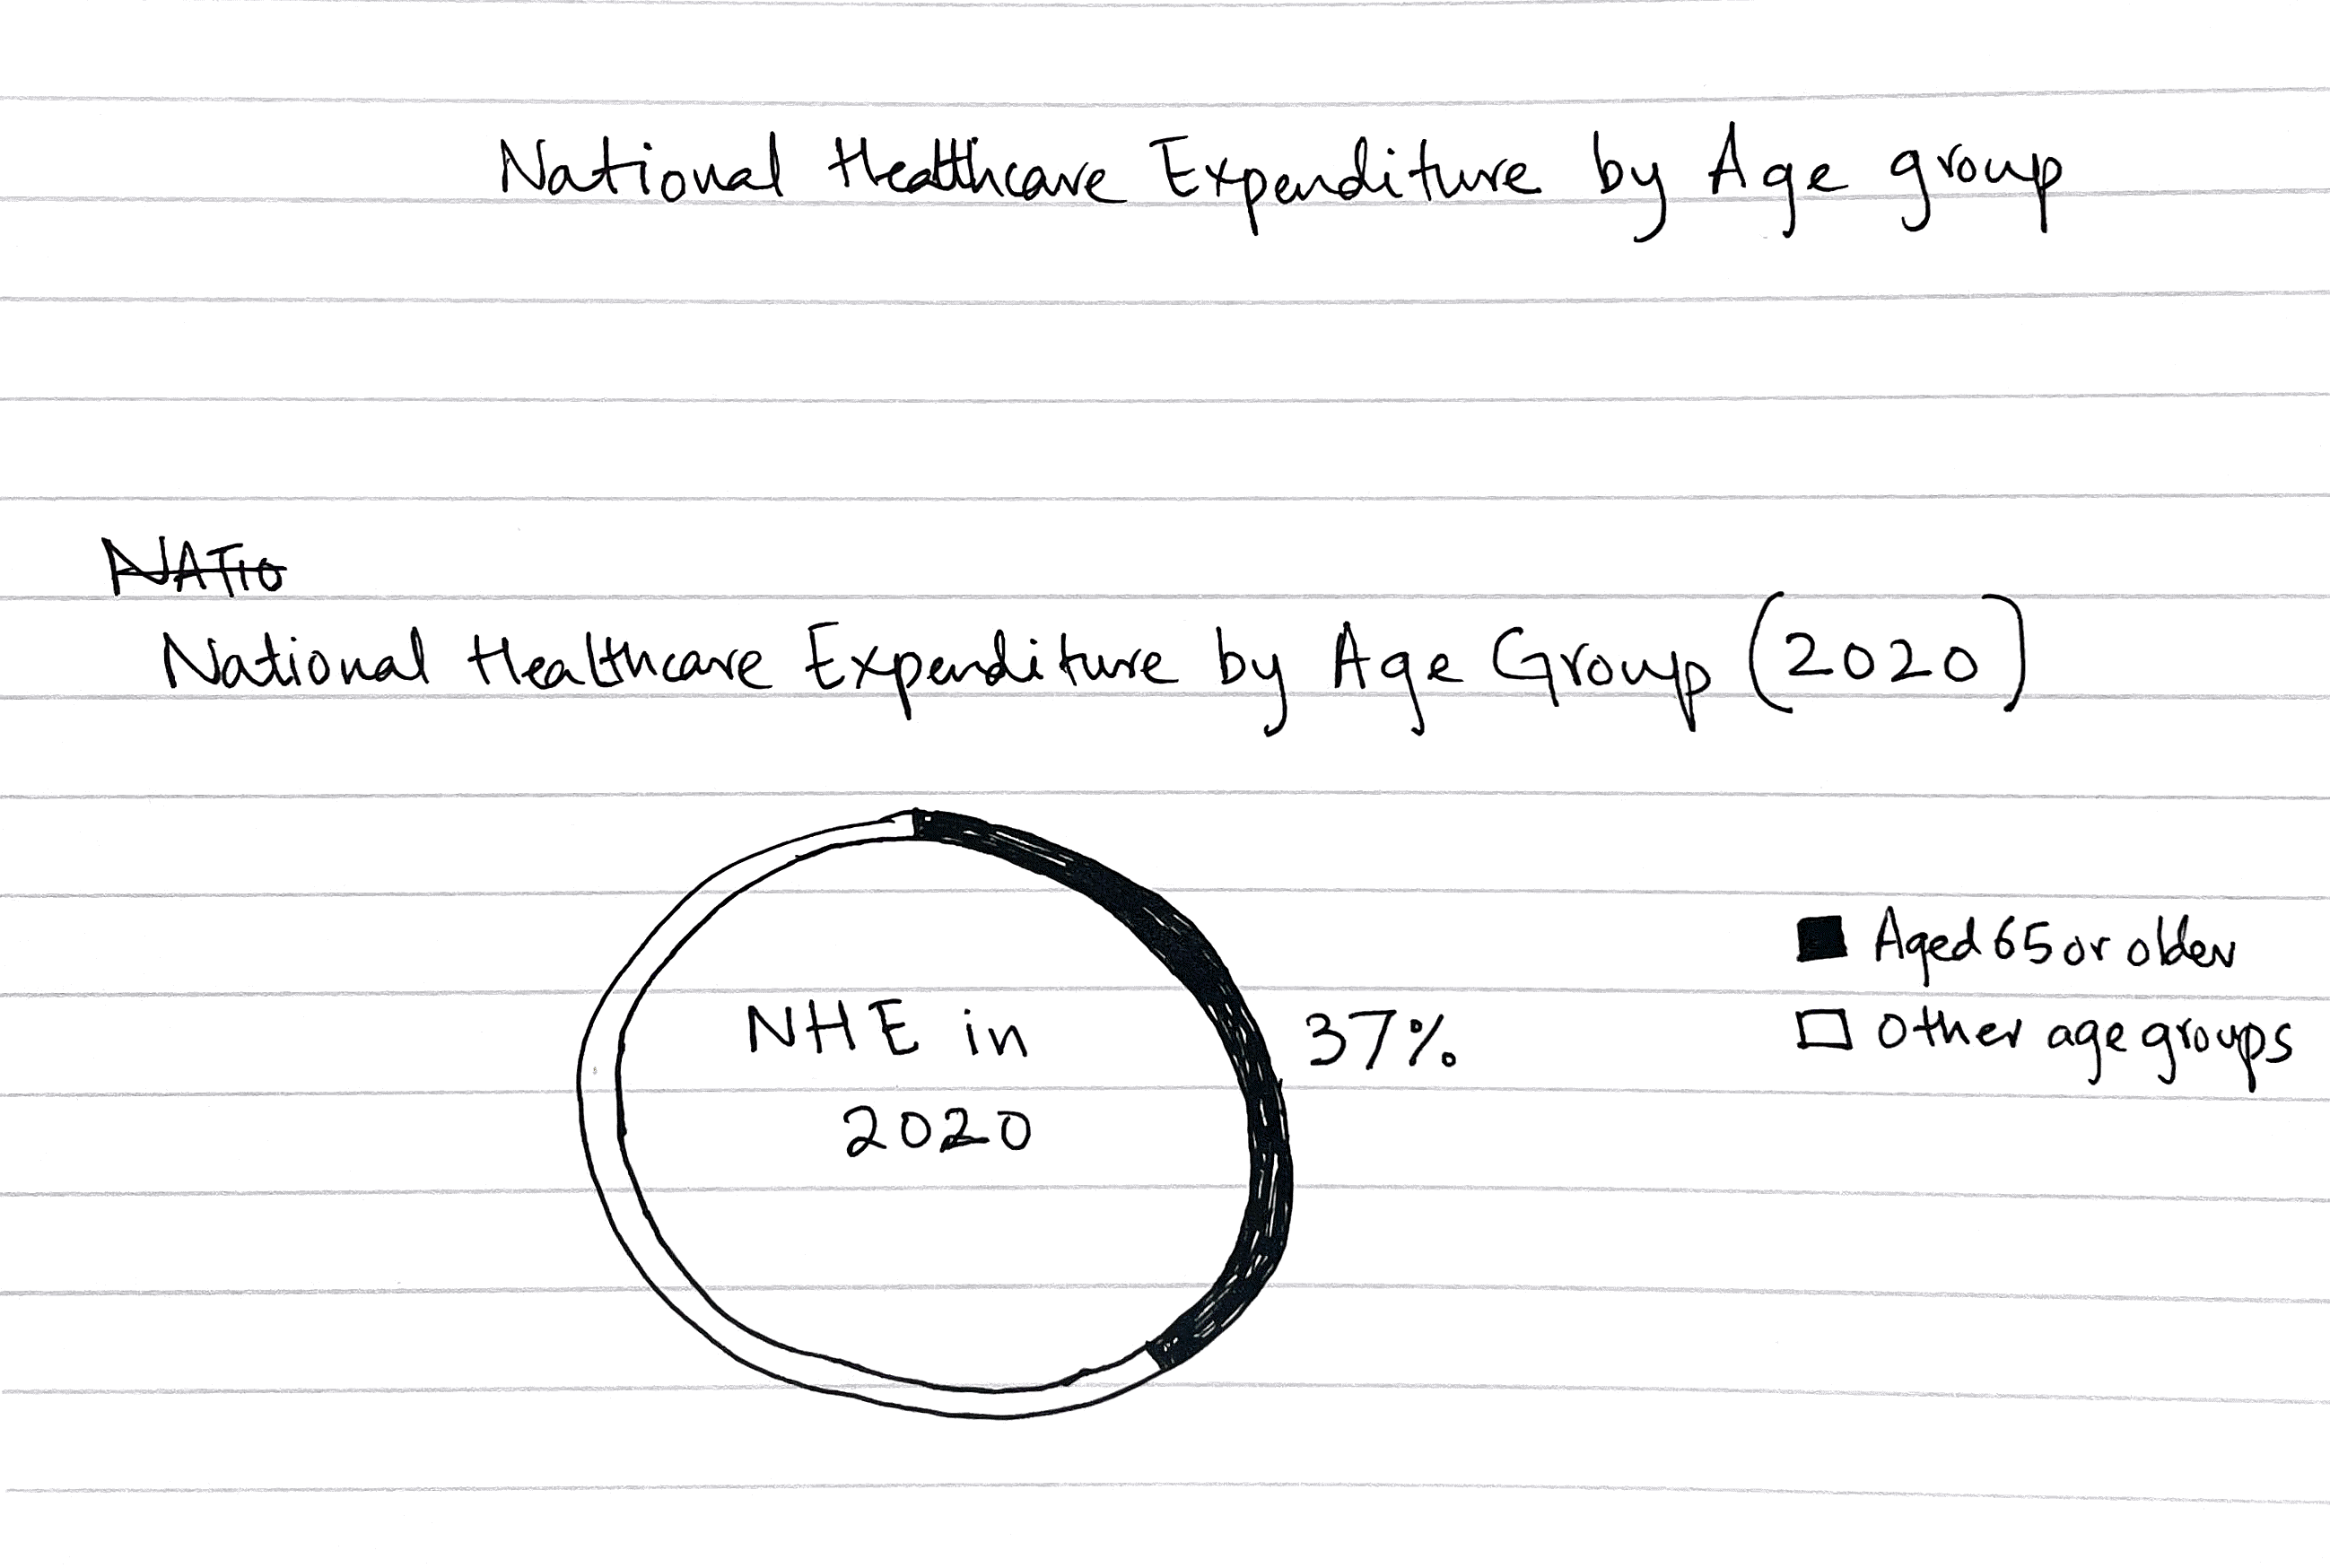 National Healthcare Expenditure by Age group
NATIO
National Healthcare Expenditure by Age Group (2020)
NHE in
2020
37%
Aged 65 or older
Other age groups